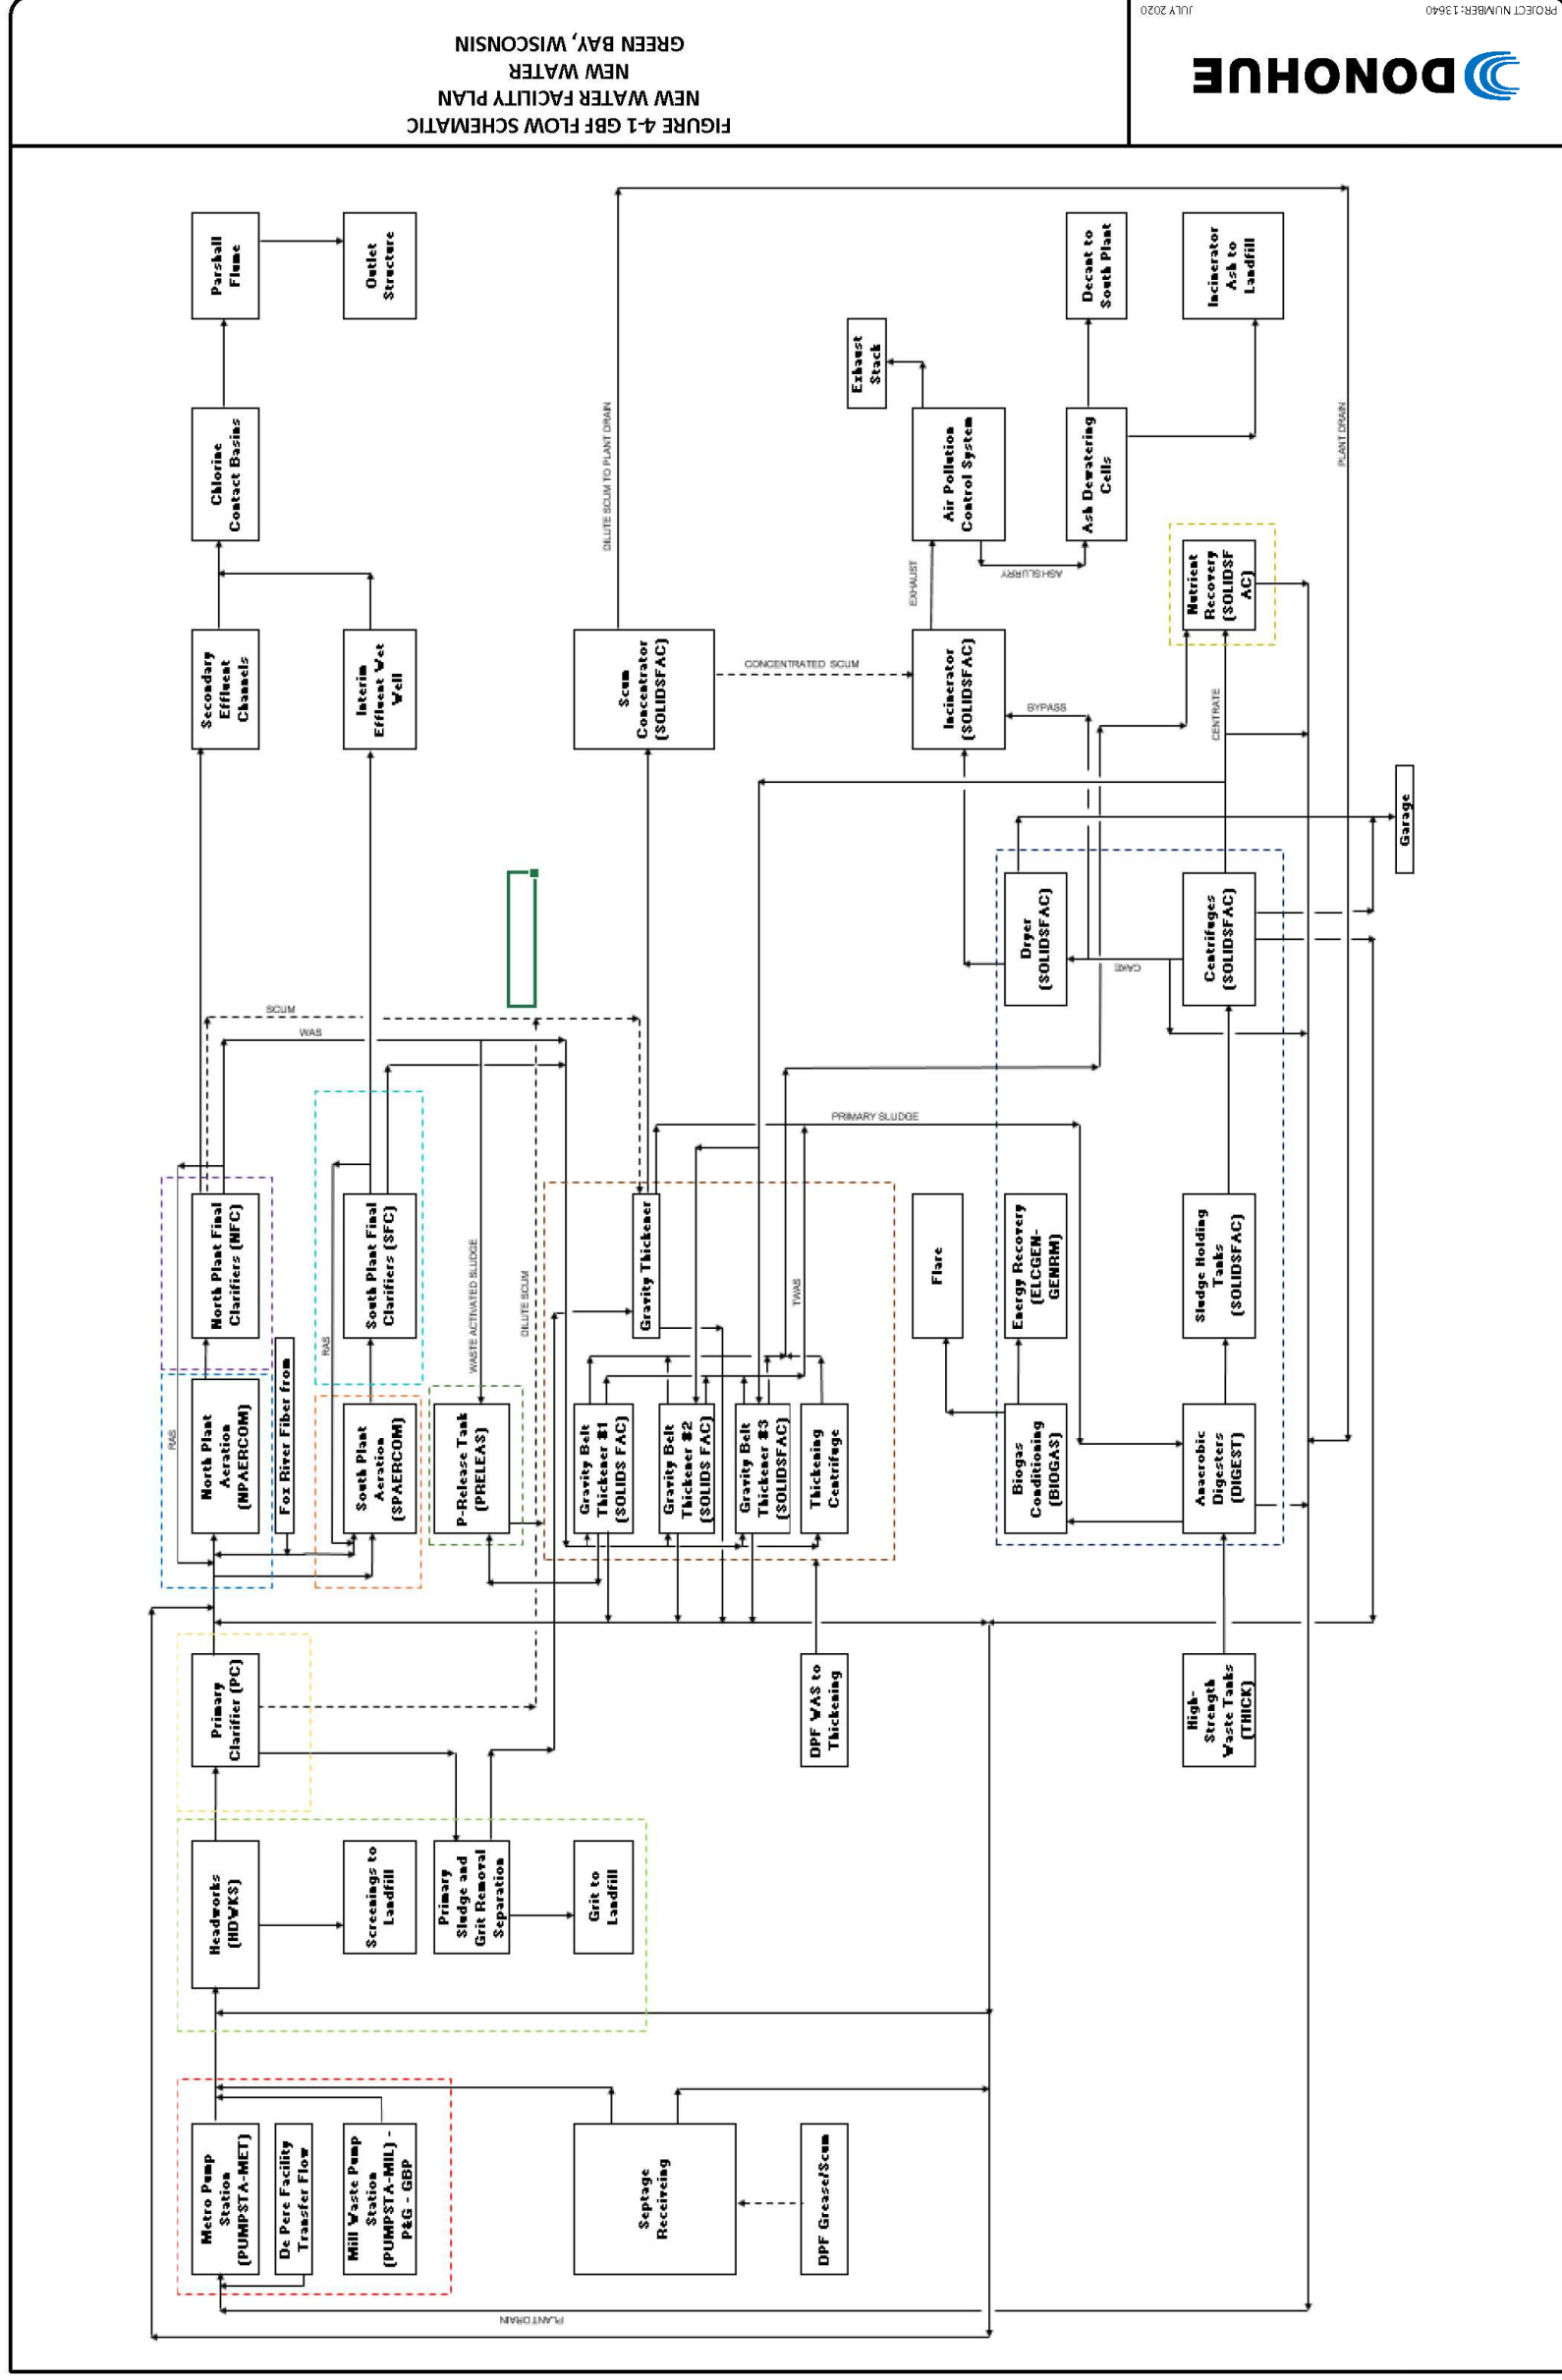 PROJECT NUMBER: 13640
JULY 2020
DONOHUE
FIGURE 4-1 GBF FLOW SCHEMATIC
NEW WATER FACILITY PLAN
NEW WATER
GREEN BAY, WISCONSIN
Metro Pump
Station
(PUMPSTA-MET)
De Pere Facility
Transfer Flow
Mill Waste Pump
Station
(PUMPSTA-MIL) -
P&G - GBP
Septage
Receiveing
DPF Grease/Scum
PLANT DRAIN
Headworks
(HDWKS)
Screenings to
Landfill
Primary
Sludge and
Grit Removal
Separation
Grit to
Landfill
Primary
Clarifier (PC)
DPF WAS to
Thickening
High-
Strength
Waste Tanks
(THICK)
RAS
North Plant
Aeration
(NPAERCOM)
Fox River Fiber from
RAS
South Plant
Aeration
(SPAERCOM)
P-Release Tank
(PRELEAS)
WASTE ACTIVATED SLUDGE
DILUTE SCUM
Gravity Belt
Thickener #1
(SOLIDS FAC)
Gravity Belt
Thickener #2
(SOLIDS FAC)
Gravity Belt
Thickener #3
(SOLIDSFAC)
Thickening
Centrifuge
Biogas
Conditioning
(BIOGAS)
Anaerobic
Digesters
(DIGEST)
North Plant Final
Clarifiers (NFC)
South Plant Final
Clarifiers (SFC)
Gravity Thickener
TWAS
Flare
Energy Recovery
(ELCGEN-
GENRM)
Sludge Holding
Tanks
(SOLIDSFAC)
SCUM
WAS
PRIMARY SLUDGE
Dryer
(SOLIDSFAC)
CAKE
Centrifuges
(SOLIDSFAC)
Garage
Secondary
Effluent
Channels
Interim
Effluent Wet
Well
Scum
Concentrator
(SOLIDSFAC)
CONCENTRATED SCUM
Incinerator
(SOLIDSFAC)
BYPASS
CENTRATE
Nutrient
Recovery
(SOLIDSF
AC)
EXHAUST
ASH SLURRY
Chlorine
Contact Basins
DILUTE SCUM TO PLANT DRAIN
Air Pollution
Control System
Ash Dewatering
Cells
PLANT DRAIN
Exhaust
Stack
Parshall
Flume
Outlet
Structure
Decant to
South Plant
Incinerator
Ash to
Landfill